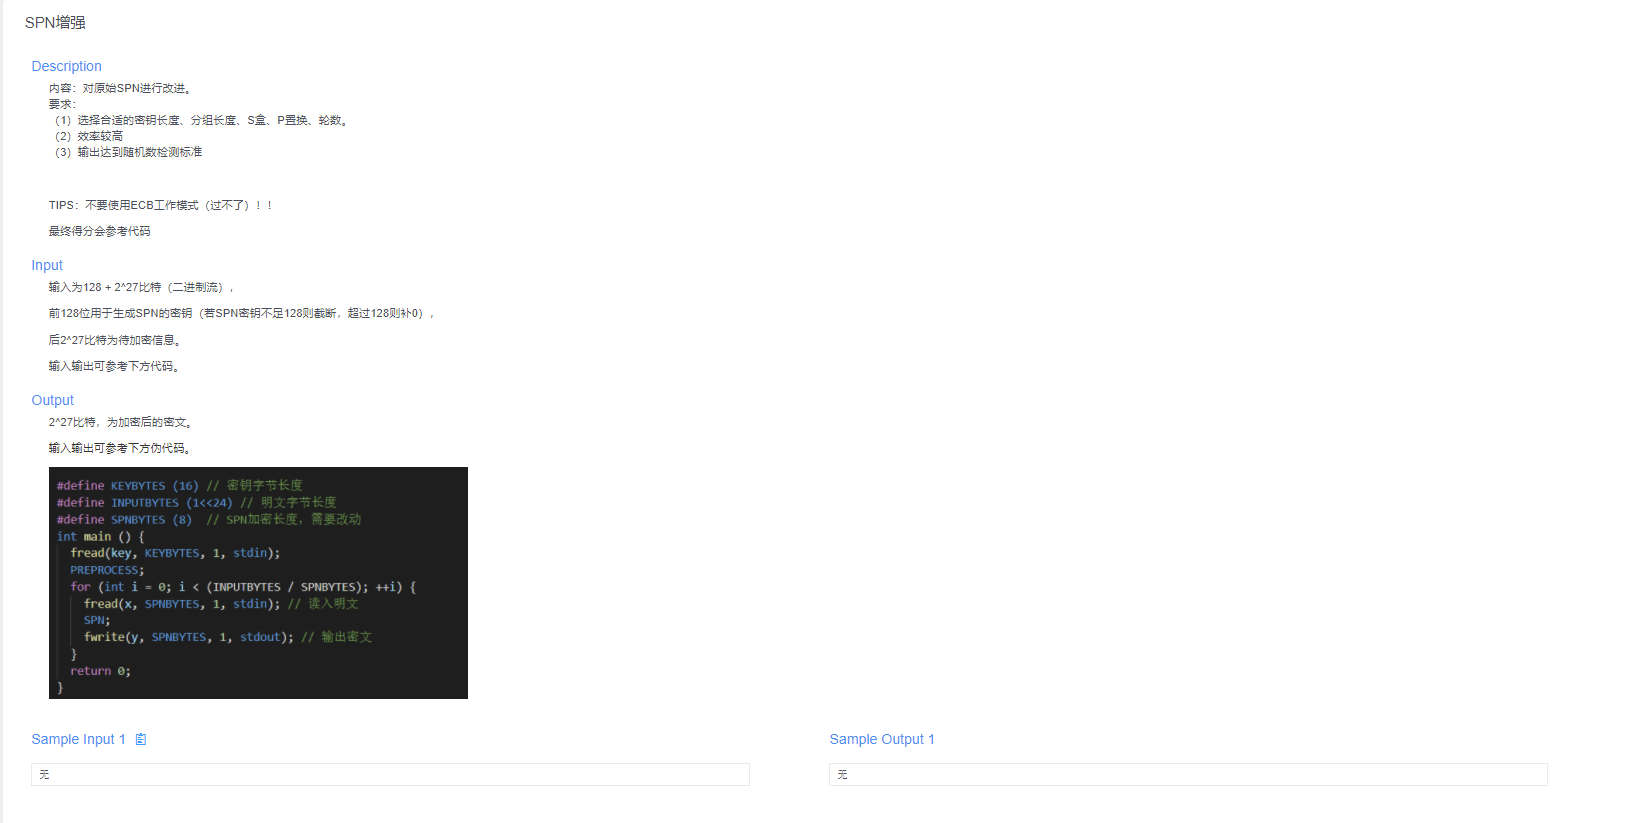 SPN增强
Description
内容：对原始SPN进行改进。
要求：
（1）选择合适的密钥长度、分组长度、S盒、P置换、轮数。
（2）效率较高
（3）输出达到随机数检测标准
TIPS：不要使用ECB工作模式（过不了）！！
最终得分会参考代码
Input
输入为128 + 2^27比特（二进制流），
前128位用于生成SPN的密钥（若SPN密钥不足128则截断，超过128则补0），
后2^27比特为待加密信息。
输入输出可参考下方代码。
Output
2^27比特，为加密后的密文。
输入输出可参考下方伪代码。
#define KEYBYTES (16) // 密钥字节长度
#define INPUTBYTES (1<<24) // 明文字节长度
#define SPNBYTES (8)  // SPN加密长度，需要改动
int main () {
  fread(key, KEYBYTES, 1, stdin);
  PREPROCESS;
  for (int i = 0; i < (INPUTBYTES / SPNBYTES); ++i) {
    fread(x, SPNBYTES, 1, stdin); // 读入明文
    SPN;
    fwrite(y, SPNBYTES, 1, stdout); // 输出密文
  }
  return 0;
}
Sample Input 1
Sample Output 1
无
无